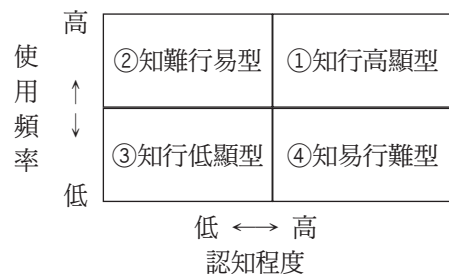 高
使用頻率
↑
↓
低
②知難行易型
①知行高顯型
③知行低顯型
④知易行難型
低 ←→ 高
認知程度